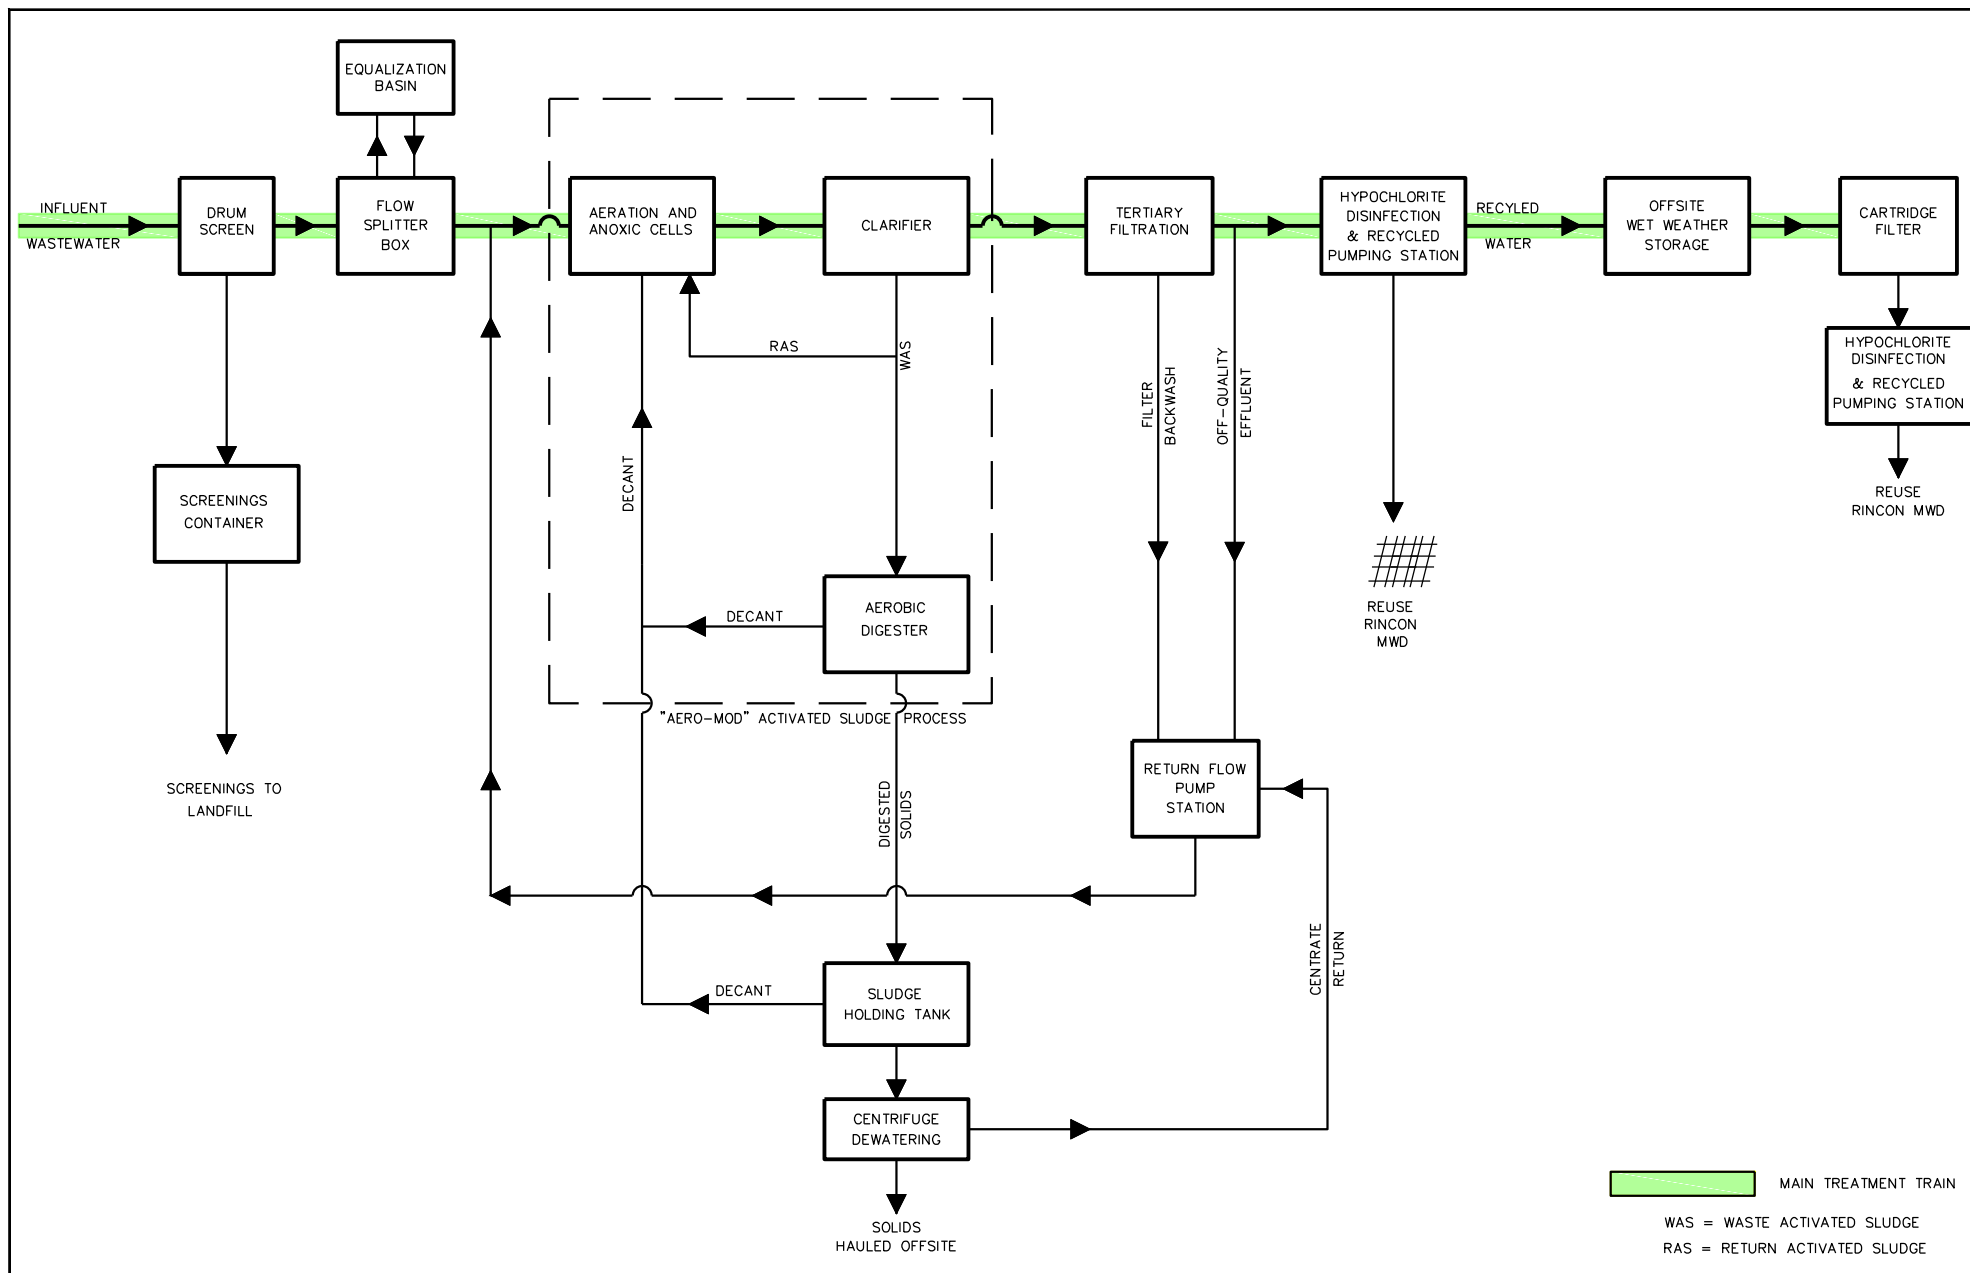 EQUALIZATION
BASIN
INFLUENT
WASTEWATER
DRUM
SCREEN
FLOW
SPLITTER
BOX
AERATION AND
ANOXIC CELLS
CLARIFIER
TERTIARY
FILTRATION
HYPOCHLORITE
DISINFECTION
& RECYCLED
PUMPING STATION
RECYLED
WATER
OFFSITE
WET WEATHER
STORAGE
CARTRIDGE
FILTER
HYPOCHLORITE
DISINFECTION
& RECYCLED
PUMPING STATION
REUSE
RINCON MWD
RAS
WAS
FILTER
BACKWASH
OFF-QUALITY
EFFLUENT
DECANT
SCREENINGS
CONTAINER
REUSE
RINCON
MWD
AEROBIC
DIGESTER
DECANT
"AERO-MOD" ACTIVATED SLUDGE PROCESS
SCREENINGS TO
LANDFILL
DIGESTED
SOLIDS
RETURN FLOW
PUMP
STATION
CENTRATE
RETURN
DECANT
SLUDGE
HOLDING TANK
CENTRIFUGE
DEWATERING
SOLIDS
HAULED OFFSITE
MAIN TREATMENT TRAIN
WAS = WASTE ACTIVATED SLUDGE
RAS = RETURN ACTIVATED SLUDGE